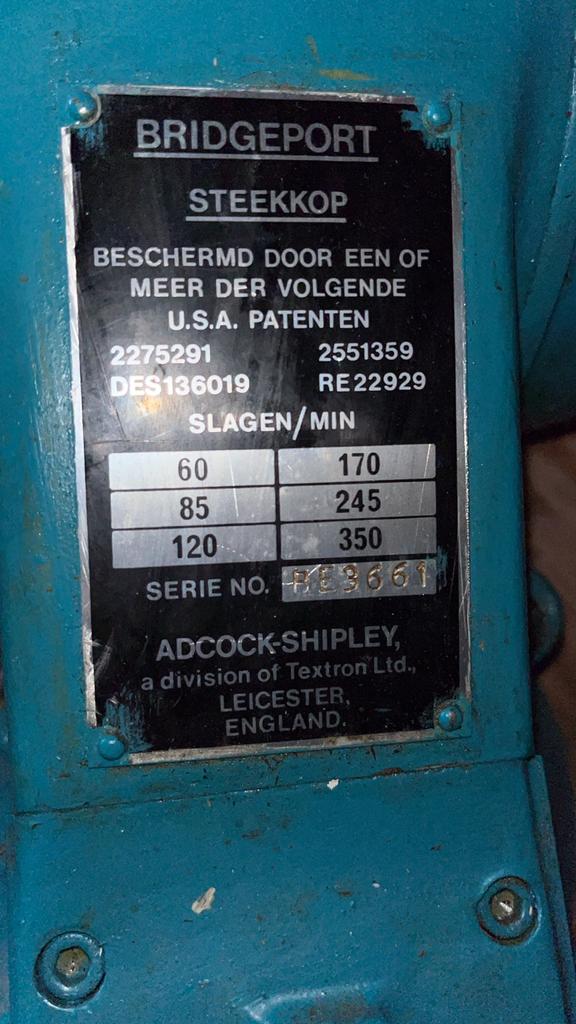 BRIDGEPORT
STEEKKOP
BESCHERMD DOOR EEN OF
MEER DER VOLGENDE
U.S.A. PATENTEN
2275291 2551359
DES136019 RE22929
SLAGEN/MIN
60 170
85 245
120 350
SERIE NO. RE3661
ADCOCK-SHIPLEY,
a division of Textron Ltd.,
LEICESTER,
ENGLAND.